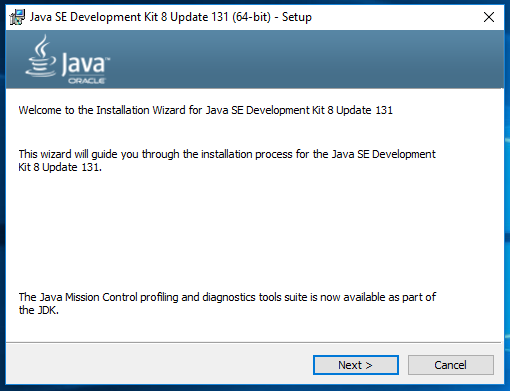 Java SE Development Kit 8 Update 131 (64-bit) - Setup
Java™
ORACLE
Welcome to the Installation Wizard for Java SE Development Kit 8 Update 131
This wizard will guide you through the installation process for the Java SE Development
Kit 8 Update 131.
The Java Mission Control profiling and diagnostics tools suite is now available as part of
the JDK.
Next >
Cancel